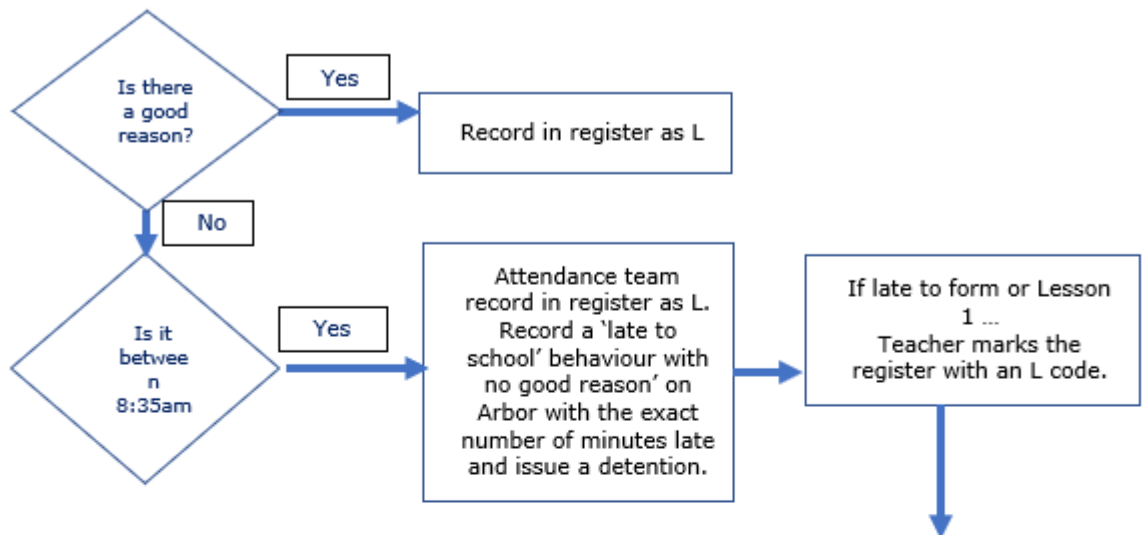 Is there
a good
reason?
Yes
Record in register as L
No
Is it
betwee
n
8:35am
Yes
Attendance team
record in register as L.
Record a ‘late to
school’ behaviour with
no good reason’ on
Arbor with the exact
number of minutes late
and issue a detention.
If late to form or Lesson
1 ...
Teacher marks the
register with an L code.